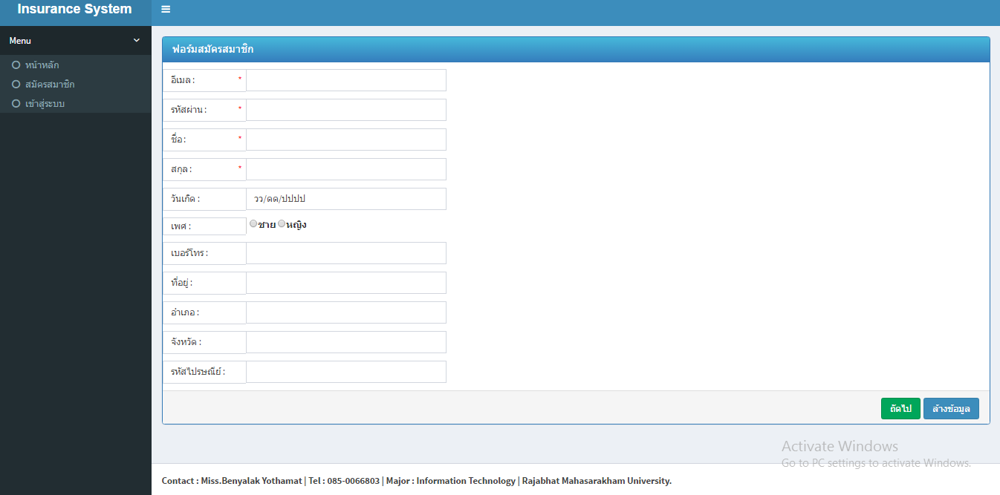 Insurance System
Menu
หน้าหลัก
สมัครสมาชิก
เข้าสู่ระบบ
ฟอร์มสมัครสมาชิก
อีเมล : *
รหัสผ่าน : *
ชื่อ : *
สกุล : *
วันเกิด : วว/ดด/ปปปป
เพศ : ชาย หญิง
เบอร์โทร :
ที่อยู่ :
อำเภอ :
จังหวัด :
รหัสไปรษณีย์ :
ถัดไป ล้างข้อมูล
Activate Windows
Go to PC settings to activate Windows.
Contact : Miss.Benyalak Yothamat | Tel : 085-0066803 | Major : Information Technology | Rajabhat Mahasarakham University.